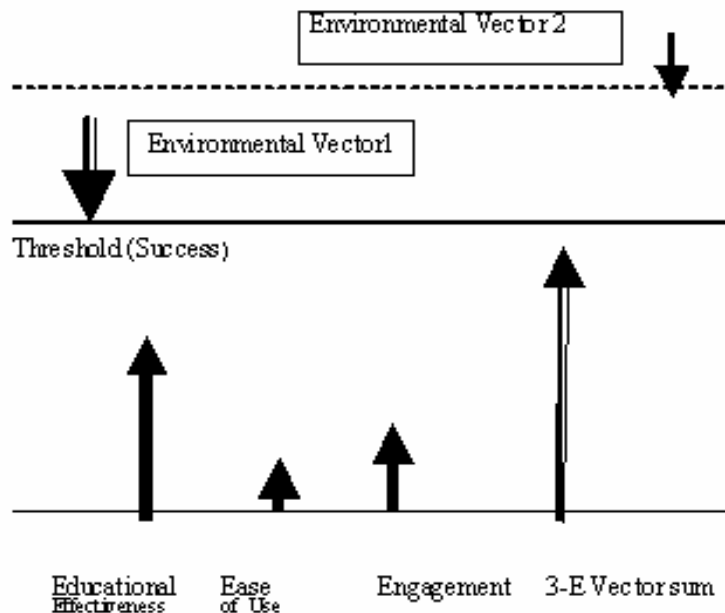 Environmental Vector 2
Environmental Vector1
Threshold (Success)
Educational
Effectiveness
Ease
of Use
Engagement
3-E Vector sum